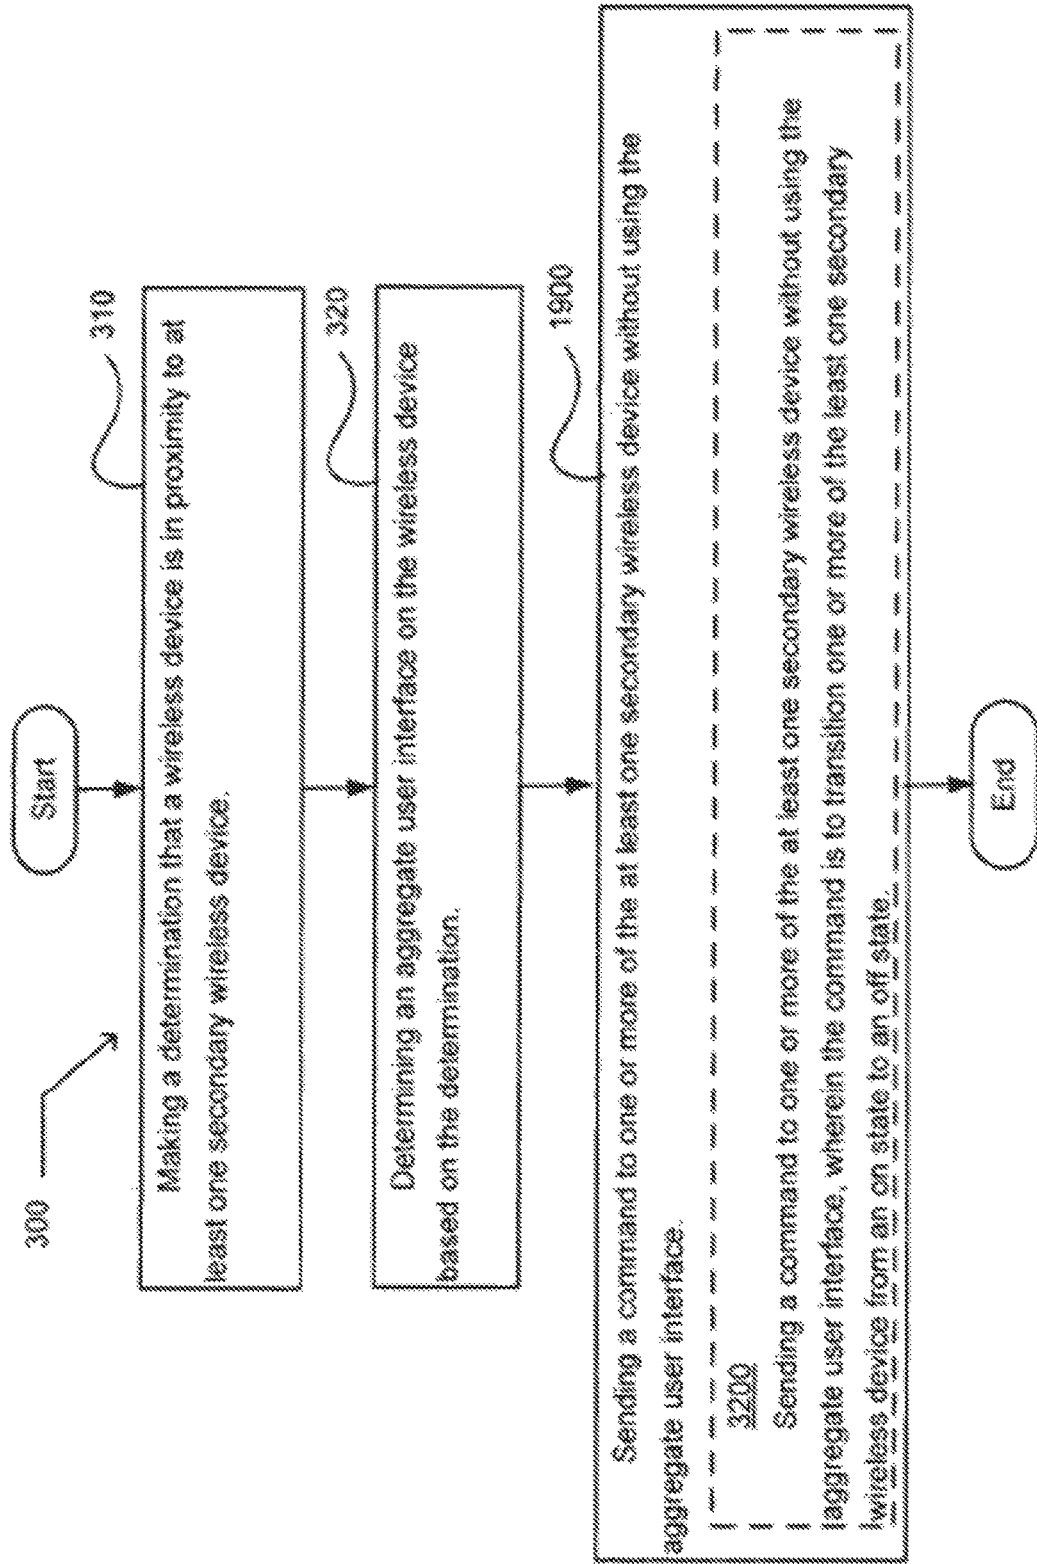 300
Start
310
Making a determination that a wireless device is in proximity to at
least one secondary wireless device.
320
Determining an aggregate user interface on the wireless device
based on the determination.
1900
Sending a command to one or more of the at least one secondary wireless device without using the
aggregate user interface.
3200
Sending a command to one or more of the at least one secondary wireless device without using the
aggregate user interface, wherein the command is to transition one or more of the least one secondary
wireless device from an on state to an off state.
End